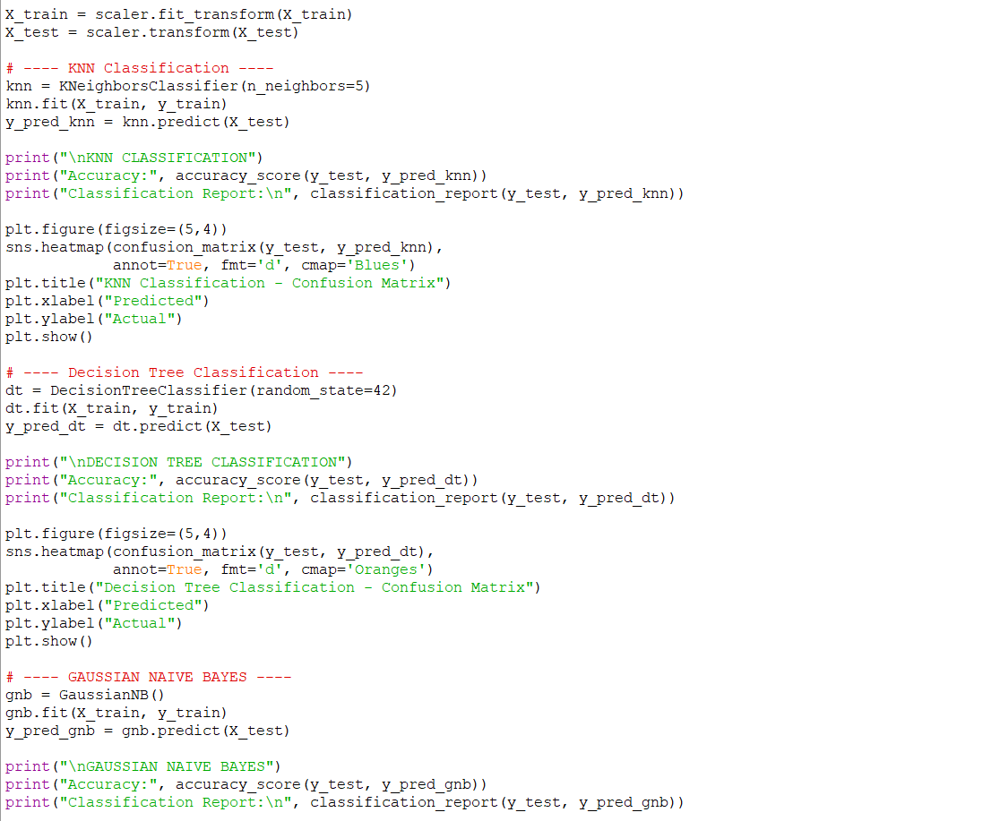 X_train = scaler.fit_transform(X_train)
X_test = scaler.transform(X_test)

# ---- KNN Classification ----
knn = KNeighborsClassifier(n_neighbors=5)
knn.fit(X_train, y_train)
y_pred_knn = knn.predict(X_test)

print("\nKNN CLASSIFICATION")
print("Accuracy:", accuracy_score(y_test, y_pred_knn))
print("Classification Report:\n", classification_report(y_test, y_pred_knn))

plt.figure(figsize=(5,4))
sns.heatmap(confusion_matrix(y_test, y_pred_knn),
            annot=True, fmt='d', cmap='Blues')
plt.title("KNN Classification - Confusion Matrix")
plt.xlabel("Predicted")
plt.ylabel("Actual")
plt.show()

# ---- Decision Tree Classification ----
dt = DecisionTreeClassifier(random_state=42)
dt.fit(X_train, y_train)
y_pred_dt = dt.predict(X_test)

print("\nDECISION TREE CLASSIFICATION")
print("Accuracy:", accuracy_score(y_test, y_pred_dt))
print("Classification Report:\n", classification_report(y_test, y_pred_dt))

plt.figure(figsize=(5,4))
sns.heatmap(confusion_matrix(y_test, y_pred_dt),
            annot=True, fmt='d', cmap='Oranges')
plt.title("Decision Tree Classification - Confusion Matrix")
plt.xlabel("Predicted")
plt.ylabel("Actual")
plt.show()

# ---- GAUSSIAN NAIVE BAYES ----
gnb = GaussianNB()
gnb.fit(X_train, y_train)
y_pred_gnb = gnb.predict(X_test)

print("\nGAUSSIAN NAIVE BAYES")
print("Accuracy:", accuracy_score(y_test, y_pred_gnb))
print("Classification Report:\n", classification_report(y_test, y_pred_gnb))